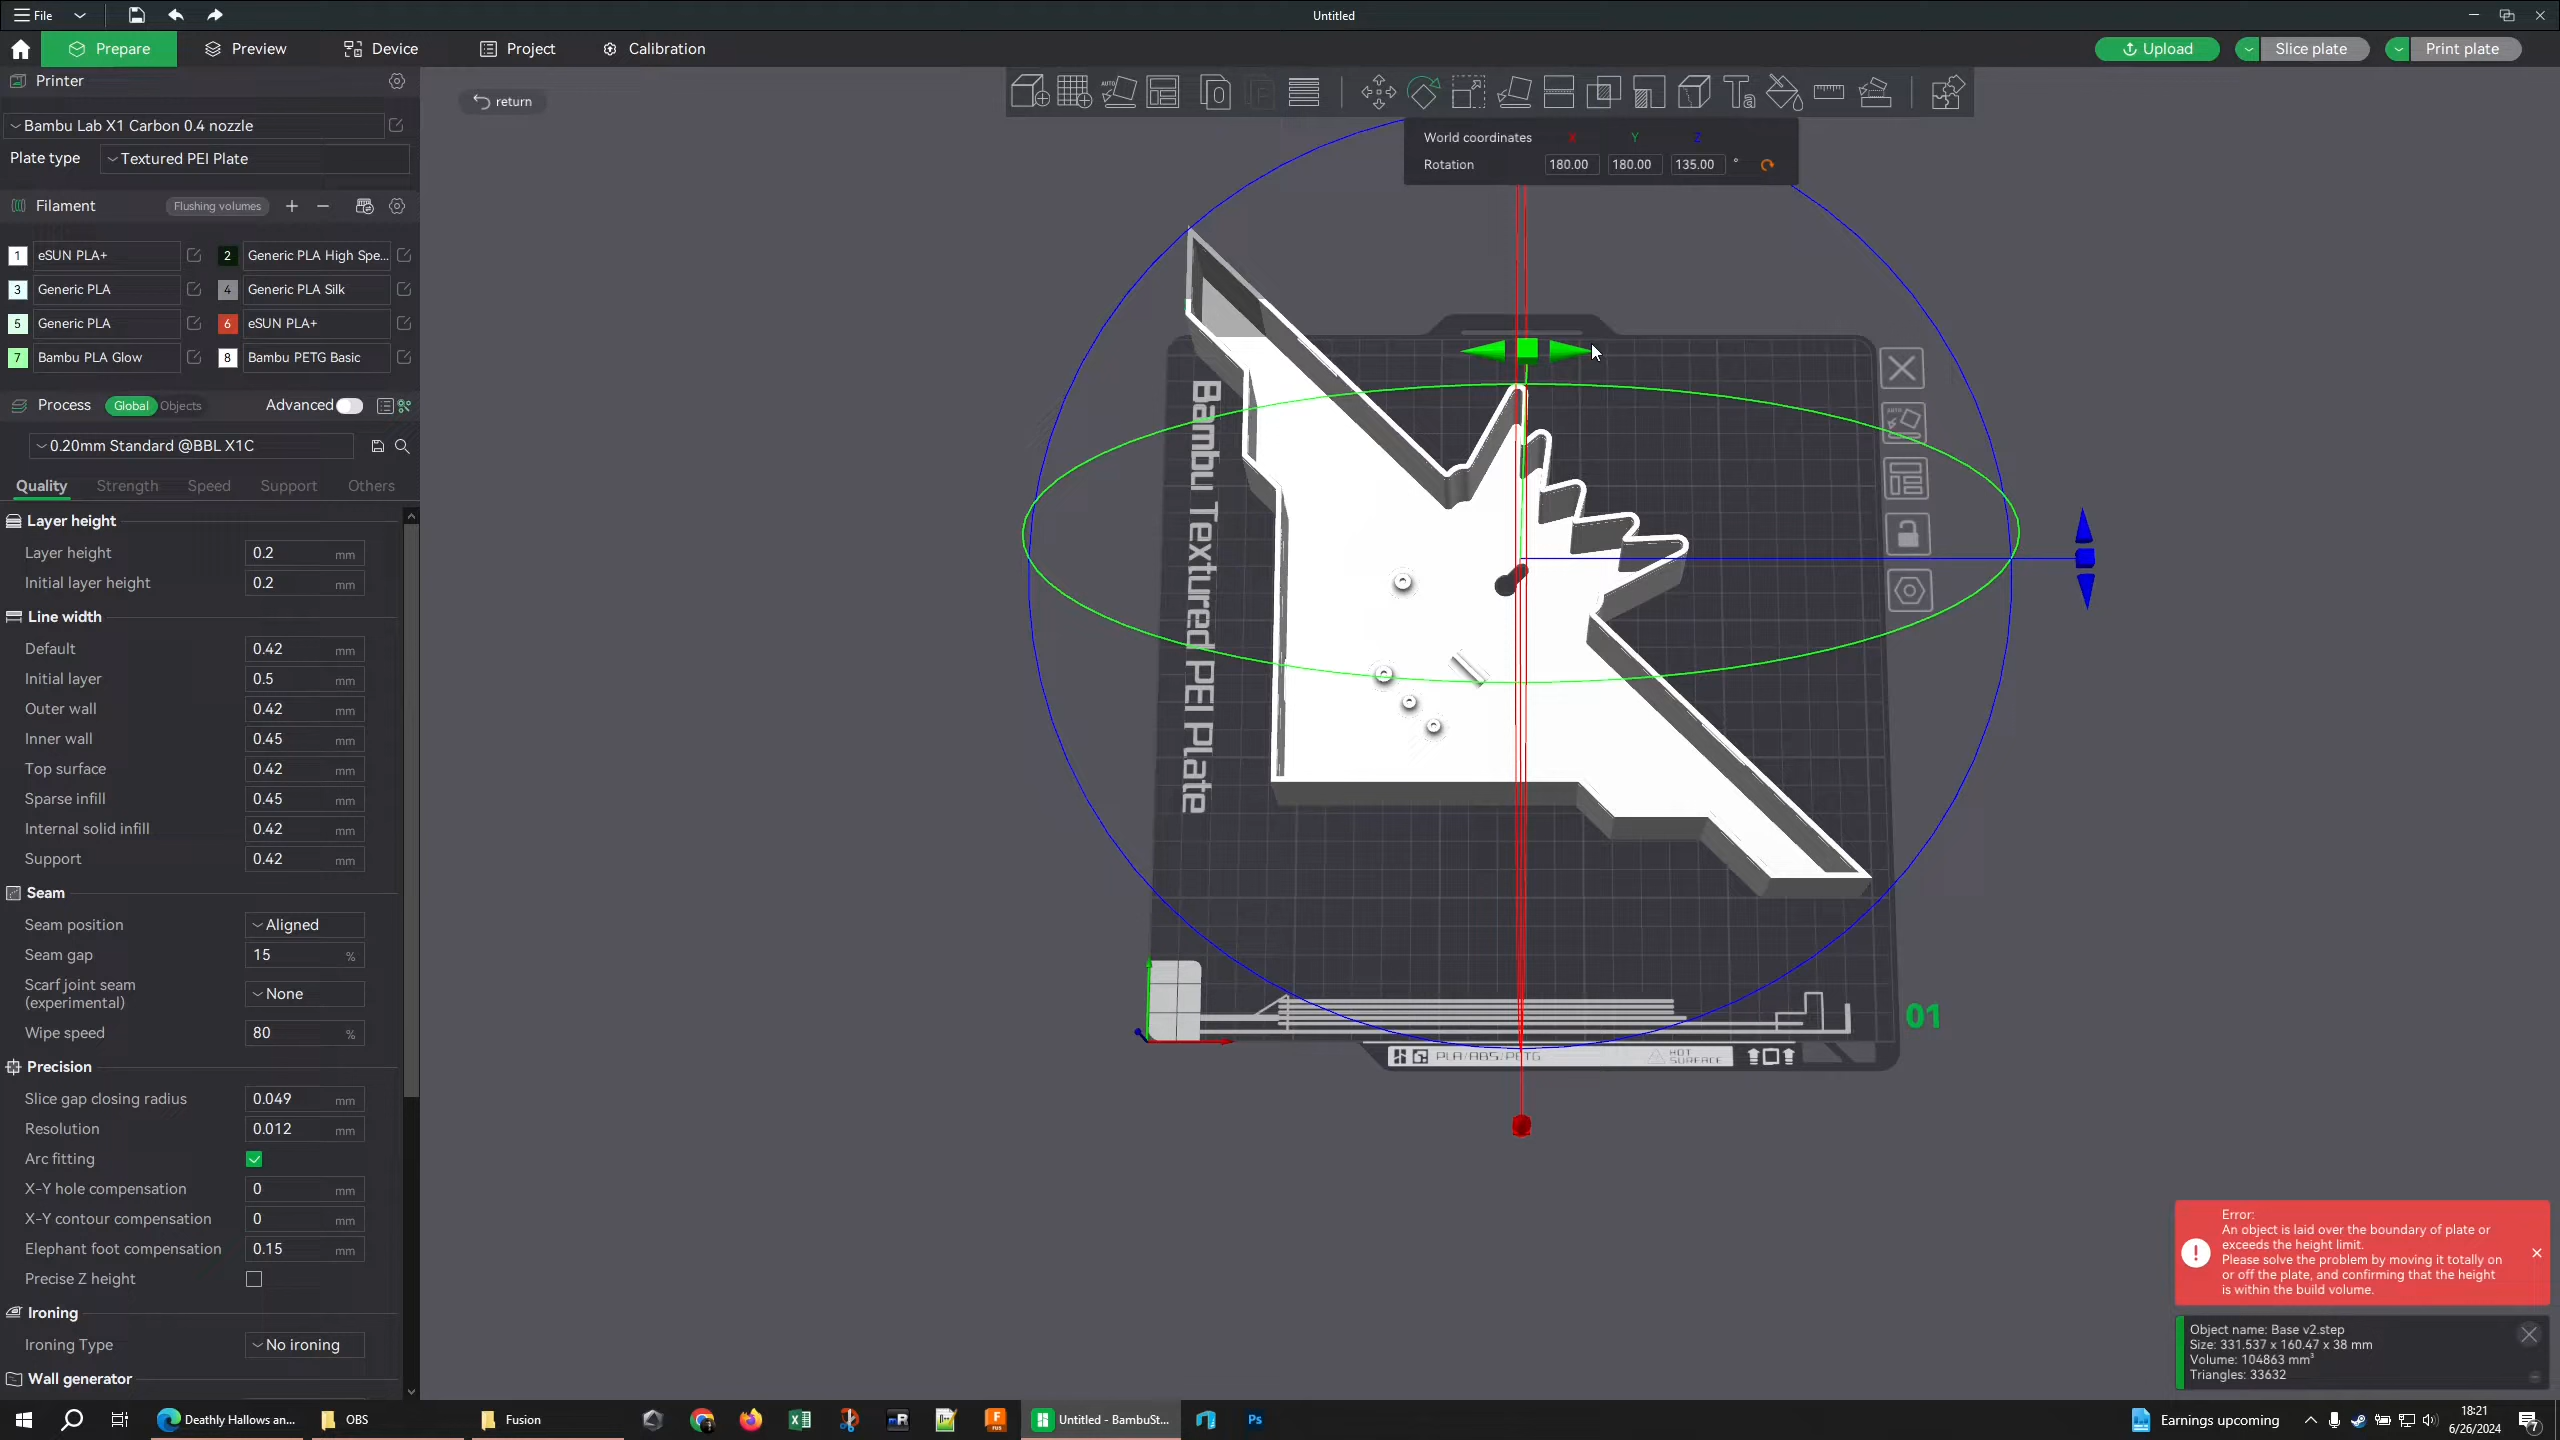 File
Untitled
Prepare
Preview
Device
Project
Calibration
Upload
Slice plate
Print plate
Printer
Bambu Lab X1 Carbon 0.4 nozzle
Plate type
Textured PEI Plate
Filament
Flushing volumes
1 eSUN PLA+
2 Generic PLA High Spe...
3 Generic PLA
4 Generic PLA Silk
5 Generic PLA
6 eSUN PLA+
7 Bambu PLA Glow
8 Bambu PETG Basic
Process
Global
Objects
Advanced
0.20mm Standard @BBL X1C
Quality
Strength
Speed
Support
Others
Layer height
Layer height 0.2 mm
Initial layer height 0.2 mm
Line width
Default 0.42 mm
Initial layer 0.5 mm
Outer wall 0.42 mm
Inner wall 0.45 mm
Top surface 0.42 mm
Sparse infill 0.45 mm
Internal solid infill 0.42 mm
Support 0.42 mm
Seam
Seam position Aligned
Seam gap 15 %
Scarf joint seam
(experimental) None
Wipe speed 80 %
Precision
Slice gap closing radius 0.049 mm
Resolution 0.012 mm
Arc fitting
X-Y hole compensation 0 mm
X-Y contour compensation 0 mm
Elephant foot compensation 0.15 mm
Precise Z height
Ironing
Ironing Type No ironing
Wall generator
return
AUTO
Ta
World coordinates X Y Z
Rotation 180.00 180.00 135.00 °
Bambu Textured PEI Plate
AUTO
01
PLA/ABS/PETG
HOT
SURFACE
Error:
An object is laid over the boundary of plate or
exceeds the height limit.
Please solve the problem by moving it totally on
or off the plate, and confirming that the height
is within the build volume.
Object name: Base v2.step
Size: 331.537 x 160.47 x 38 mm
Volume: 104863 mm³
Triangles: 33632
Deathly Hallows an...
OBS
Fusion
Untitled - BambuSt...
Ps
Earnings upcoming
18:21
6/26/2024
7